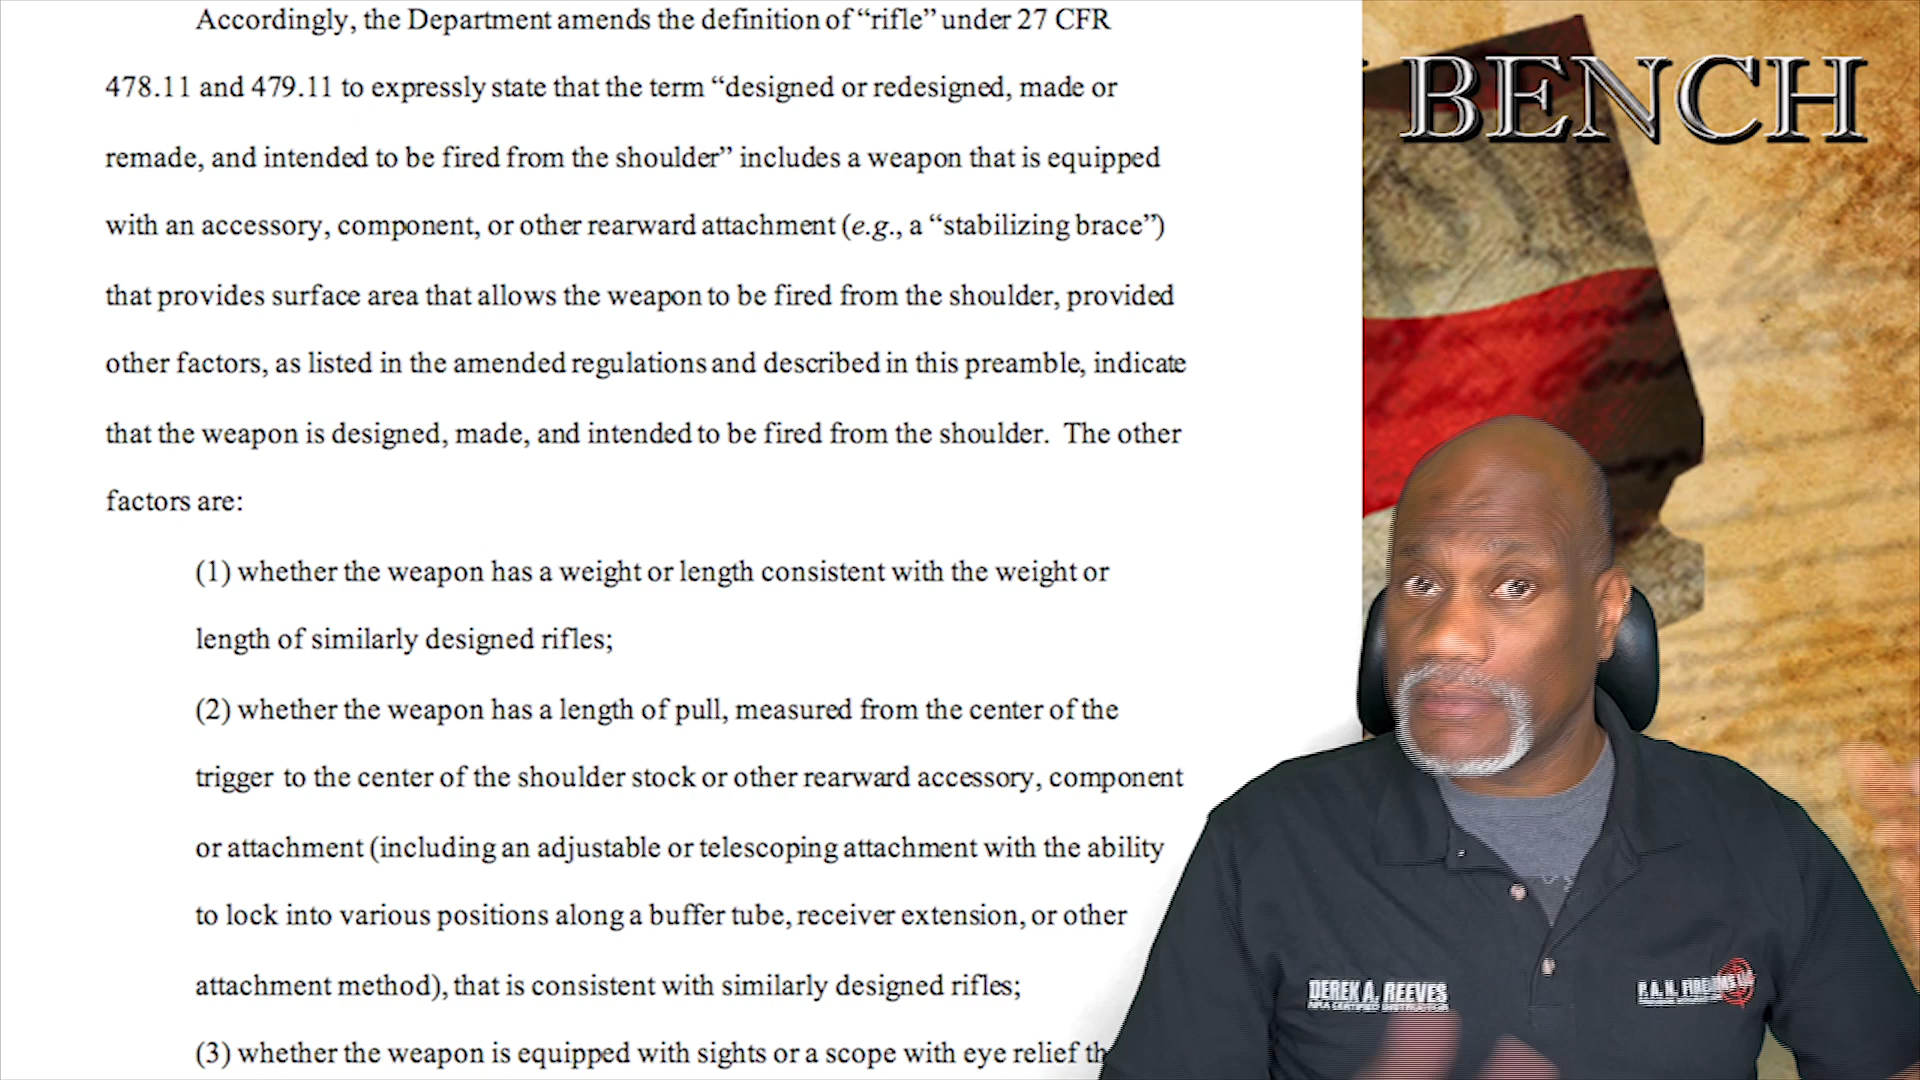 Accordingly, the Department amends the definition of “rifle” under 27 CFR
478.11 and 479.11 to expressly state that the term “designed or redesigned, made or
remade, and intended to be fired from the shoulder” includes a weapon that is equipped
with an accessory, component, or other rearward attachment (e.g., a “stabilizing brace”)
that provides surface area that allows the weapon to be fired from the shoulder, provided
other factors, as listed in the amended regulations and described in this preamble, indicate
that the weapon is designed, made, and intended to be fired from the shoulder. The other
factors are:
(1) whether the weapon has a weight or length consistent with the weight or
length of similarly designed rifles;
(2) whether the weapon has a length of pull, measured from the center of the
trigger to the center of the shoulder stock or other rearward accessory, component
or attachment (including an adjustable or telescoping attachment with the ability
to lock into various positions along a buffer tube, receiver extension, or other
attachment method), that is consistent with similarly designed rifles;
(3) whether the weapon is equipped with sights or a scope with eye relief
BENCH
DEREK A. REEVES
NRA CERTIFIED INSTRUCTOR